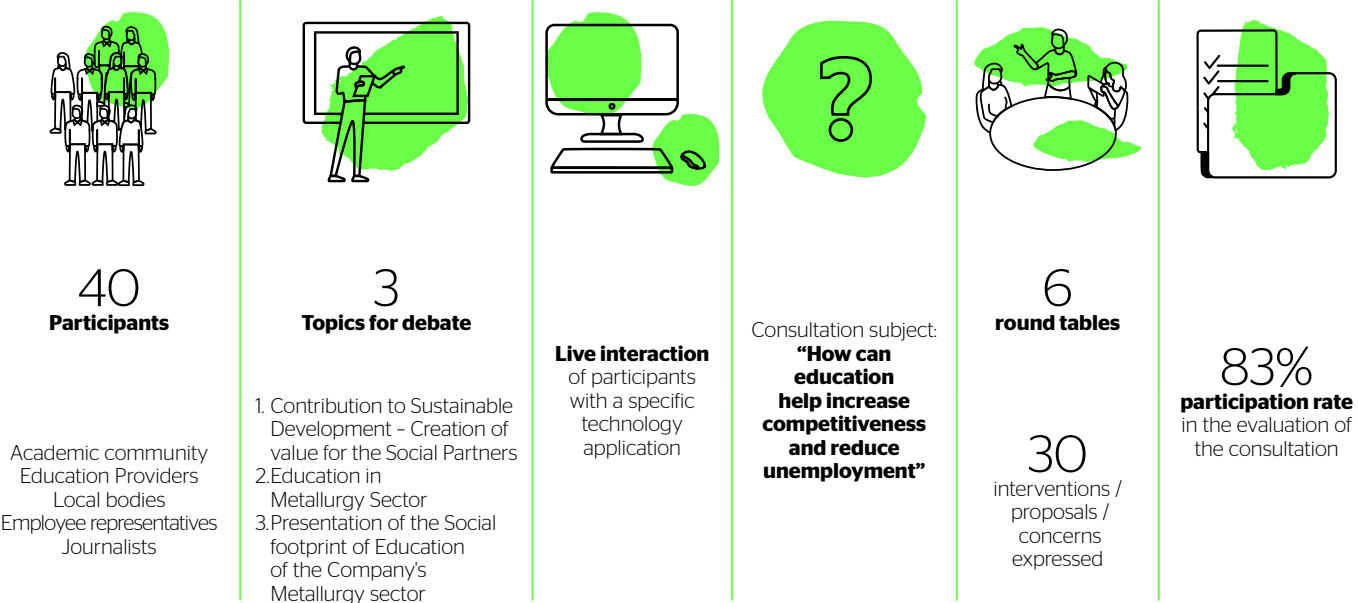 40
Participants
Academic community
Education Providers
Local bodies
Employee representatives
Journalists
3
Topics for debate
1. Contribution to Sustainable
Development – Creation of
value for the Social Partners
2.Education in
Metallurgy Sector
3.Presentation of the Social
footprint of Education
of the Company's
Metallurgy sector
Live interaction
of participants
with a specific
technology
application
?
Consultation subject:
“How can
education
help increase
competitiveness
and reduce
unemployment”
6
round tables
30
interventions /
proposals /
concerns
expressed
83%
participation rate
in the evaluation of
the consultation